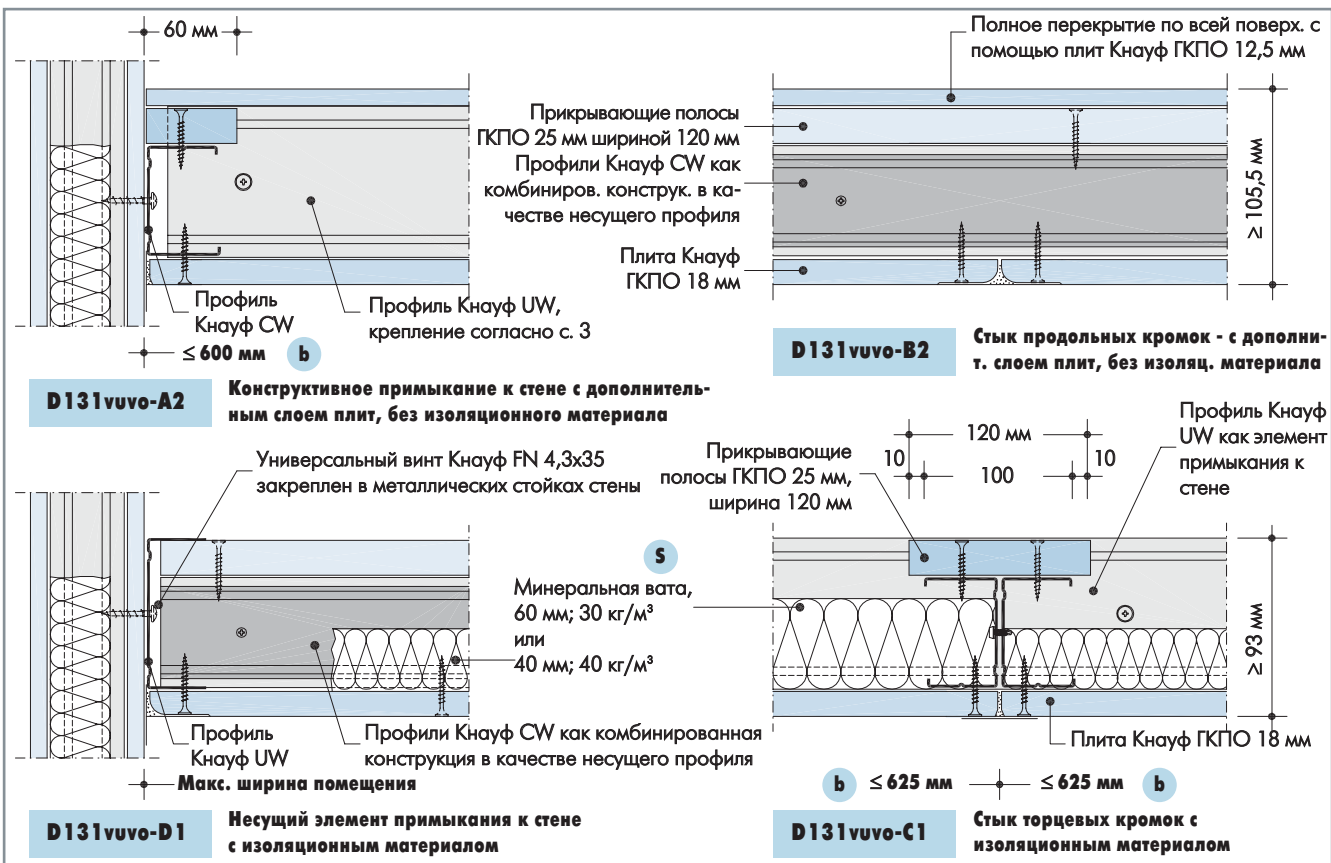 60 мм
Полное перекрытие по всей поверх. с
помощью плит Кнауф ГКПО 12,5 мм
Прикрывающие полосы
ГКПО 25 мм шириной 120 мм
Профили Кнауф CW как
комбиниров. конструк. в ка-
честве несущего профиля
Плита Кнауф
ГКПО 18 мм
≥ 105,5 мм
Профиль
Кнауф CW
Профиль Кнауф UW,
крепление согласно с. 3
≤ 600 мм b
D131vuvo-A2
Конструктивное примыкание к стене с дополнитель-
ным слоем плит, без изоляционного материала
D131vuvo-B2
Стык продольных кромок - с дополни-
т. слоем плит, без изоляц. материала
Универсальный винт Кнауф FN 4,3x35
закреплен в металлических стойках стены
S
Минеральная вата,
60 мм; 30 кг/м³
или
40 мм; 40 кг/м³
Профиль
Кнауф UW
Профили Кнауф CW как комбинированная
конструкция в качестве несущего профиля
Макс. ширина помещения
D131vuvo-D1
Несущий элемент примыкания к стене
с изоляционным материалом
Прикрывающие
полосы ГКПО 25 мм,
ширина 120 мм
120 мм
10 100 10
Профиль Кнауф
UW как элемент
примыкания к
стене
≥ 93 мм
Плита Кнауф ГКПО 18 мм
b ≤ 625 мм ≤ 625 мм b
D131vuvo-C1
Стык торцевых кромок с
изоляционным материалом